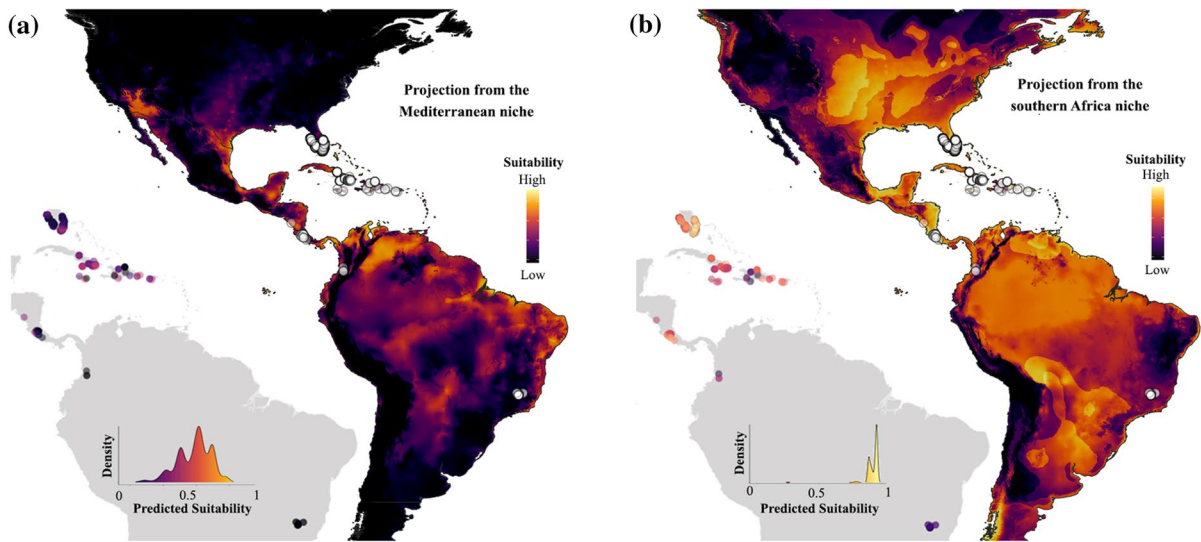 (a)
Projection from the
Mediterranean niche
Suitability
High
Low
Density
0
0.5
1
Predicted Suitability
(b)
Projection from the
southern Africa niche
Suitability
High
Low
Density
0
0.5
1
Predicted Suitability